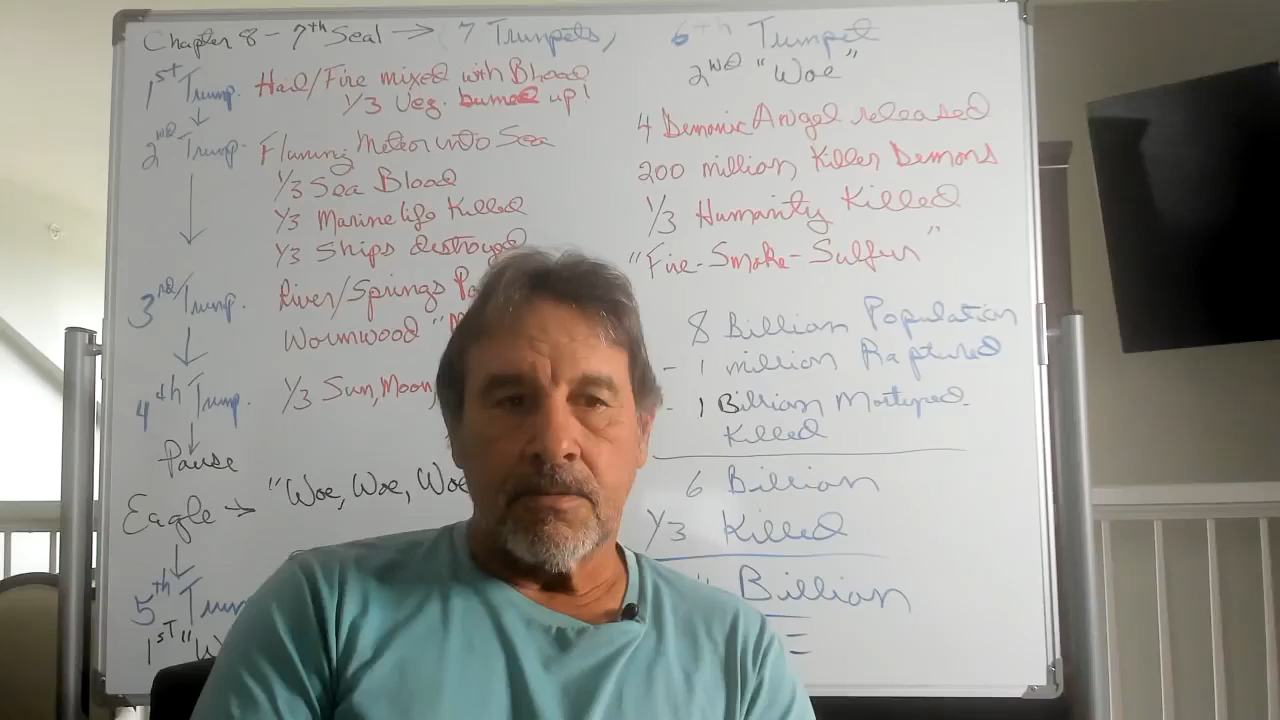 Chapter 8 - 7th Seal → 7 Trumpets,
1st Trump. Hail/Fire mixed with Blood
1/3 Veg. burned up!
2nd Trump. Flaming Meteor into Sea
1/3 Sea Blood
1/3 Marine life Killed
1/3 Ships destroyed
3rd Trump. River/Springs
Wormwood
4th Trump. 1/3 Sun, Moon,
Pause
Eagle → "Woe, Woe, Woe
5th Trum
1st "W
6th Trumpet
2nd "Woe"
4 Demonic Angel released
200 million Killer Demons
1/3 Humanity Killed
"Fire-Smoke-Sulfur"
8 Billion Population
- 1 million Raptured
- 1 Billion Martyred
Killed
6 Billion
1/3 Killed
Billion